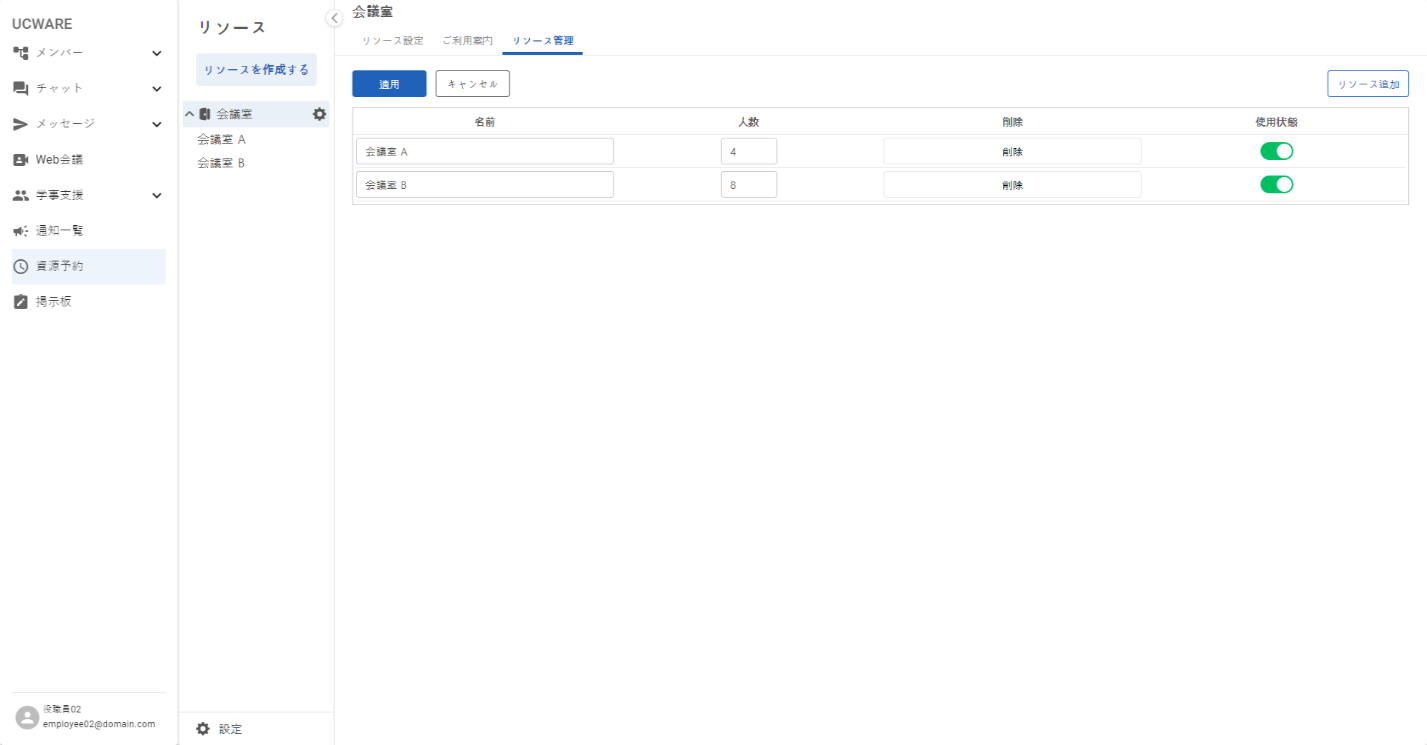 UCWARE
メンバー
チャット
メッセージ
Web会議
学事支援
通知一覧
資源予約
掲示板
役職員02
employee02@domain.com
リソース
リソースを作成する
会議室
会議室 A
会議室 B
設定
会議室
リソース設定 ご利用案内 リソース管理
適用 キャンセル リソース追加
名前 人数 削除 使用状態
会議室 A 4 削除
会議室 B 8 削除